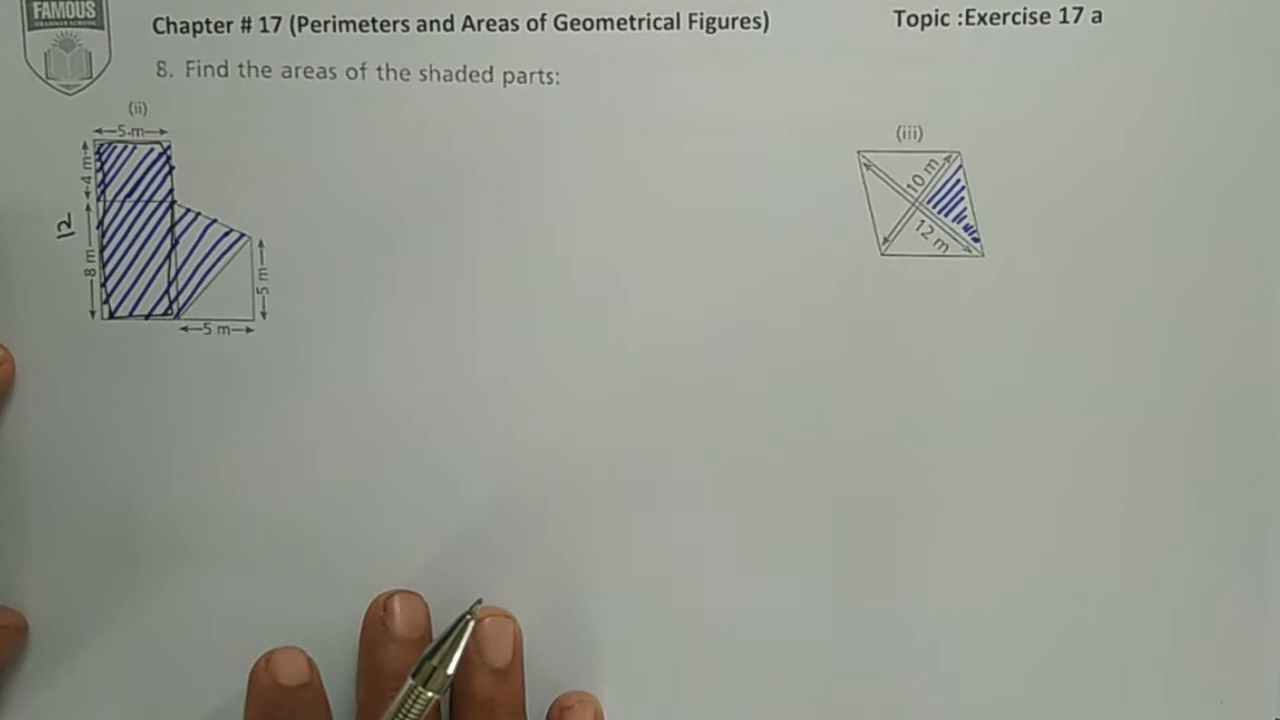 FAMOUS
Chapter # 17 (Perimeters and Areas of Geometrical Figures)
Topic :Exercise 17 a
8. Find the areas of the shaded parts:
(ii)
5 m
4 m
12
8 m
5 m
5 m
(iii)
10 m
12 m